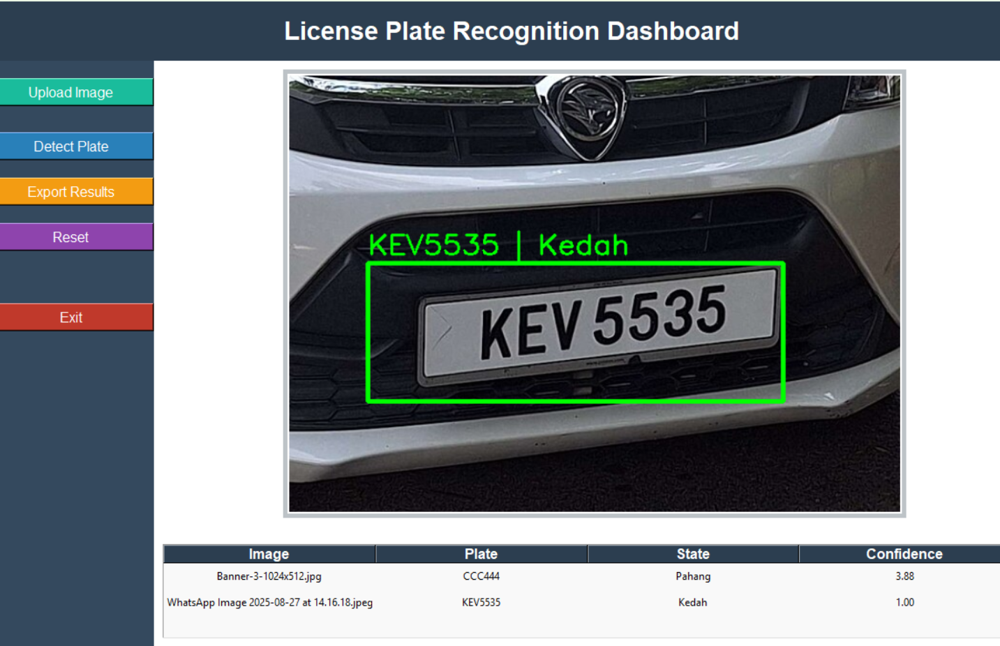 License Plate Recognition Dashboard
Upload Image
Detect Plate
Export Results
Reset
Exit
KEV5535 | Kedah
KEV 5535
Image Plate State Confidence
Banner-3-1024x512.jpg CCC444 Pahang 3.88
WhatsApp Image 2025-08-27 at 14.16.18.jpeg KEV5535 Kedah 1.00